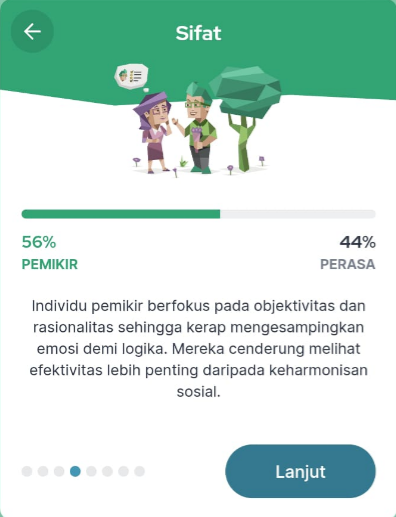 Sifat
56%
44%
PEMIKIR
PERASA
Individu pemikir berfokus pada objektivitas dan
rasionalitas sehingga kerap mengesampingkan
emosi demi logika. Mereka cenderung melihat
efektivitas lebih penting daripada keharmonisan
sosial.
Lanjut